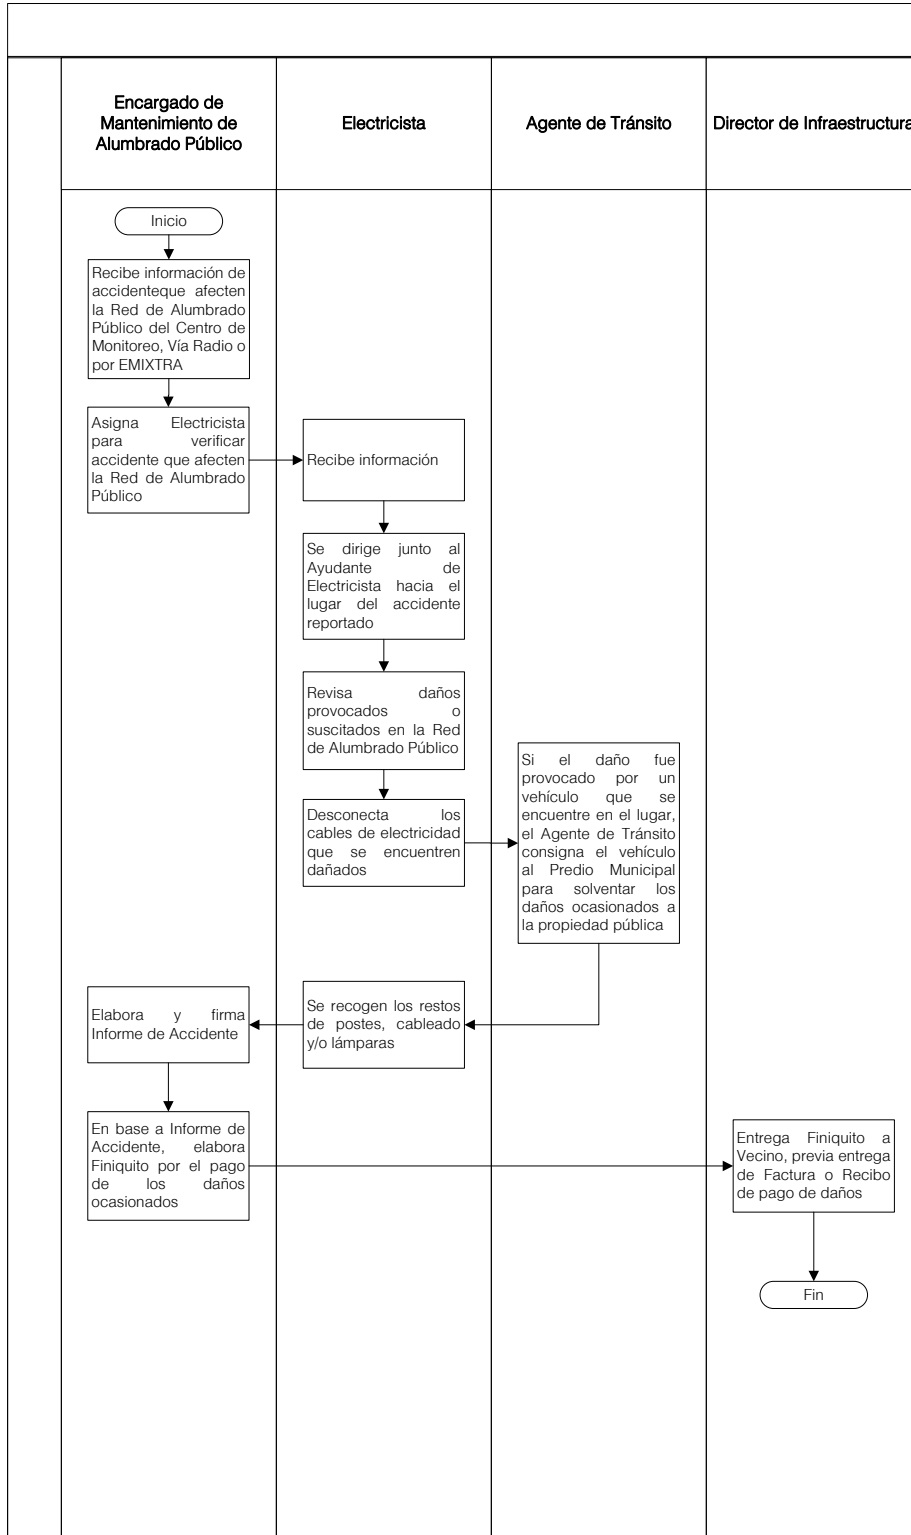 Encargado de
Mantenimiento de
Alumbrado Público
Electricista
Agente de Tránsito
Director de Infraestructura
Inicio
Recibe información de
accidenteque afecten
la Red de Alumbrado
Público del Centro de
Monitoreo, Vía Radio o
por EMIXTRA
Asigna Electricista
para verificar
accidente que afecten
la Red de Alumbrado
Público
Recibe información
Se dirige junto al
Ayudante de
Electricista hacia el
lugar del accidente
reportado
Revisa daños
provocados o
suscitados en la Red
de Alumbrado Público
Desconecta los
cables de electricidad
que se encuentren
dañados
Si el daño fue
provocado por un
vehículo que se
encuentre en el lugar,
el Agente de Tránsito
consigna el vehículo
al Predio Municipal
para solventar los
daños ocasionados a
la propiedad pública
Se recogen los restos
de postes, cableado
y/o lámparas
Elabora y firma
Informe de Accidente
En base a Informe de
Accidente, elabora
Finiquito por el pago
de los daños
ocasionados
Entrega Finiquito a
Vecino, previa entrega
de Factura o Recibo
de pago de daños
Fin